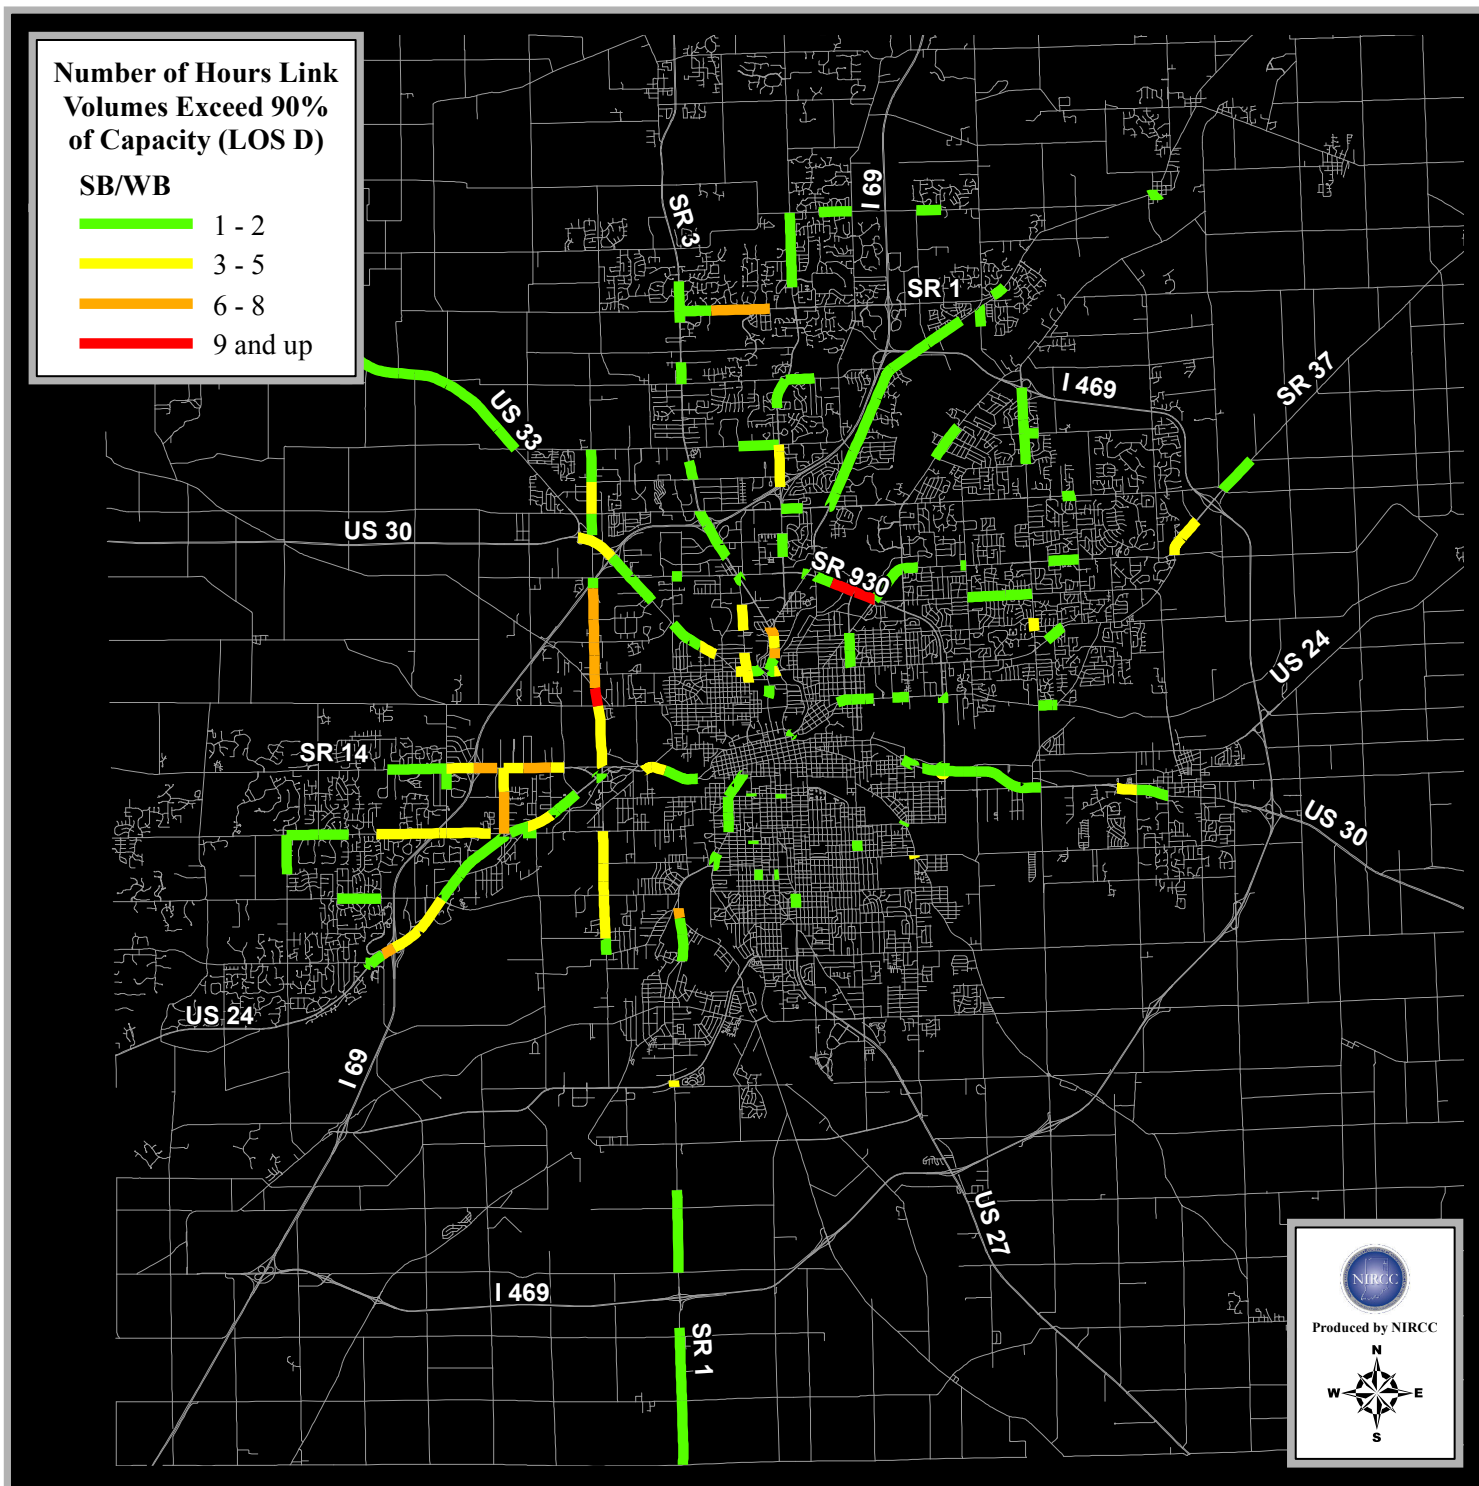 Number of Hours Link
Volumes Exceed 90%
of Capacity (LOS D)
SB/WB
1 - 2
3 - 5
6 - 8
9 and up
SR 3
I 69
SR 1
US 33
I 469
SR 37
US 30
SR 930
US 24
SR 14
US 30
US 24
I 69
US 27
I 469
SR 1
NIRCC
Produced by NIRCC
N
W
E
S